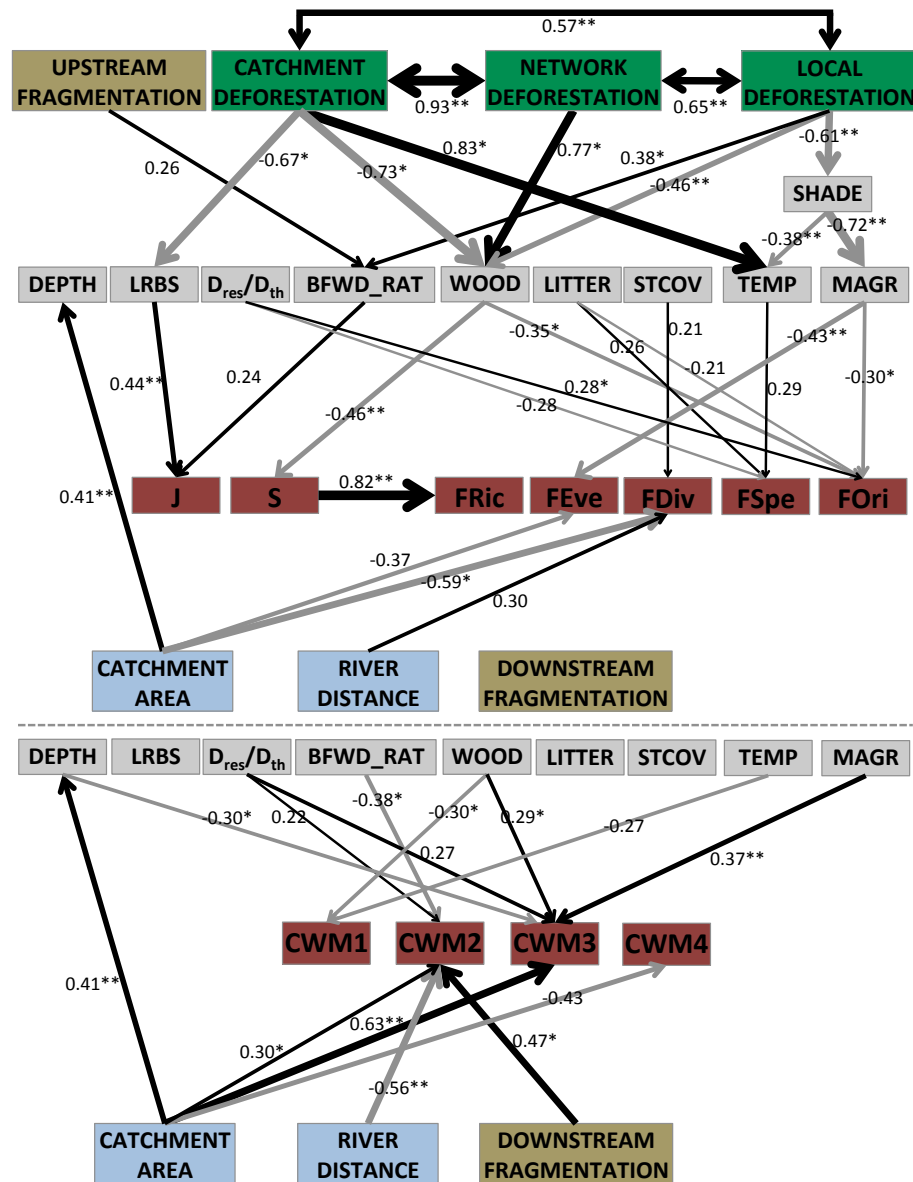 0.57**
UPSTREAM FRAGMENTATION
CATCHMENT DEFORESTATION
NETWORK DEFORESTATION
LOCAL DEFORESTATION
0.93**
0.65**
0.26
-0.67*
-0.73*
0.83*
0.77*
0.38*
-0.46**
-0.61**
SHADE
-0.38**
-0.72**
DEPTH
LRBS
D_res/D_th
BFWD_RAT
WOOD
LITTER
STCOV
TEMP
MAGR
0.44**
0.24
-0.46**
-0.35*
0.26
0.21
-0.21
-0.43**
0.28*
-0.28
0.29
-0.30*
0.41**
J
S
0.82**
FRic
FEve
FDiv
FSpe
FOri
-0.37
-0.59*
0.30
CATCHMENT AREA
RIVER DISTANCE
DOWNSTREAM FRAGMENTATION
DEPTH
LRBS
D_res/D_th
BFWD_RAT
WOOD
LITTER
STCOV
TEMP
MAGR
-0.30*
0.22
-0.38*
-0.30*
0.29*
-0.27
0.27
0.37**
CWM1
CWM2
CWM3
CWM4
0.41**
0.30*
0.63**
-0.43
-0.56**
0.47*
CATCHMENT AREA
RIVER DISTANCE
DOWNSTREAM FRAGMENTATION